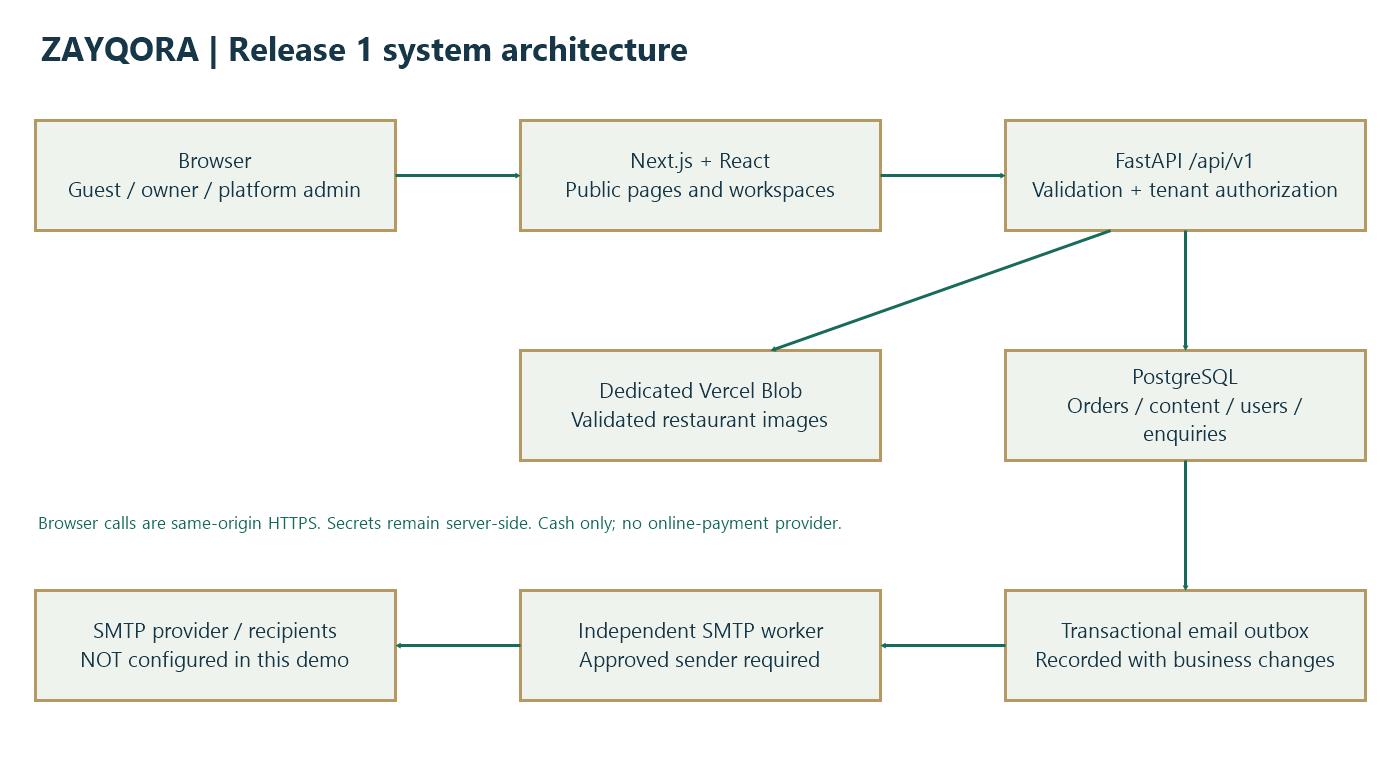 ZAYQORA | Release 1 system architecture
Browser
Guest / owner / platform admin
Next.js + React
Public pages and workspaces
FastAPI /api/v1
Validation + tenant authorization
Dedicated Vercel Blob
Validated restaurant images
PostgreSQL
Orders / content / users /
enquiries
Browser calls are same-origin HTTPS. Secrets remain server-side. Cash only; no online-payment provider.
SMTP provider / recipients
NOT configured in this demo
Independent SMTP worker
Approved sender required
Transactional email outbox
Recorded with business changes